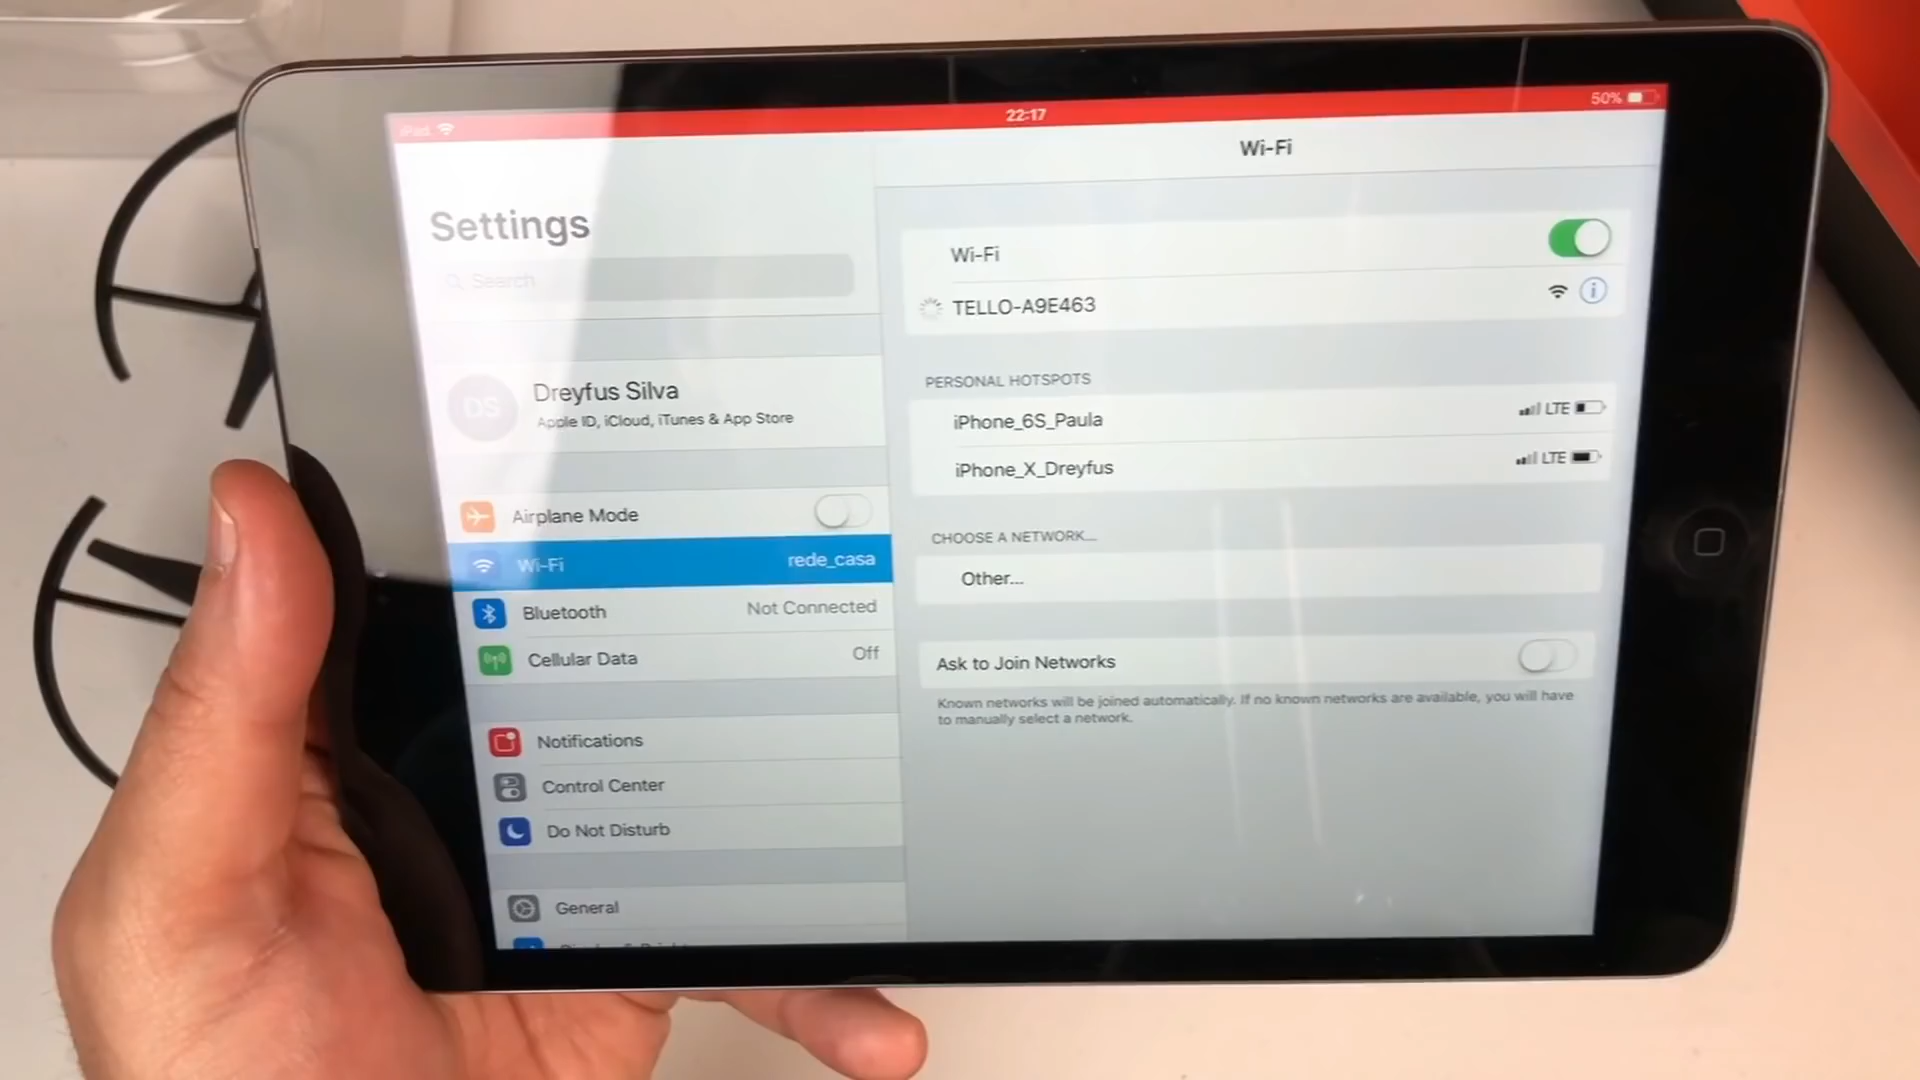 iPad
22:17
50%
Settings
Search
Dreyfus Silva
Apple ID, iCloud, iTunes & App Store
DS
Airplane Mode
Wi-Fi rede_casa
Bluetooth Not Connected
Cellular Data Off
Notifications
Control Center
Do Not Disturb
General
Wi-Fi
Wi-Fi
TELLO-A9E463
PERSONAL HOTSPOTS
iPhone_6S_Paula LTE
iPhone_X_Dreyfus LTE
CHOOSE A NETWORK...
Other...
Ask to Join Networks
Known networks will be joined automatically. If no known networks are available, you will have
to manually select a network.